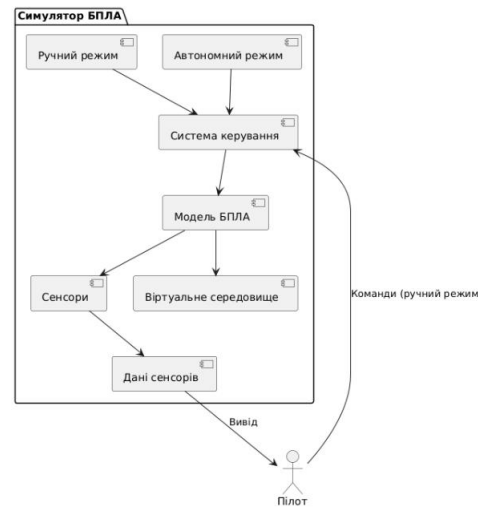 Симулятор БПЛА
Ручний режим
Автономний режим
Система керування
Модель БПЛА
Сенсори
Віртуальне середовище
Команди (ручний режим
Дані сенсорів
Вивід
Пілот